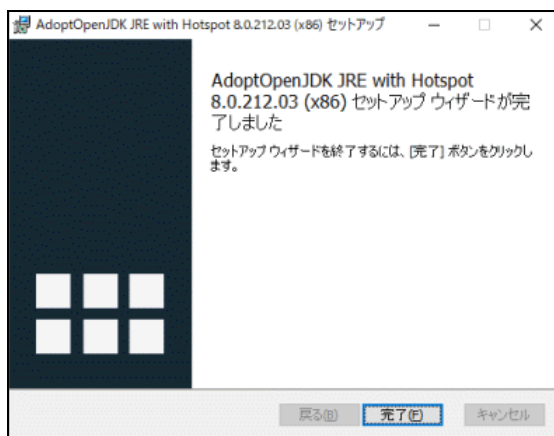 AdoptOpenJDK JRE with Hotspot 8.0.212.03 (x86) セットアップ
AdoptOpenJDK JRE with Hotspot
8.0.212.03 (x86) セットアップ ウィザードが完
了しました
セットアップ ウィザードを終了するには、[完了] ボタンをクリックし
ます。
戻る(B) 完了(F) キャンセル